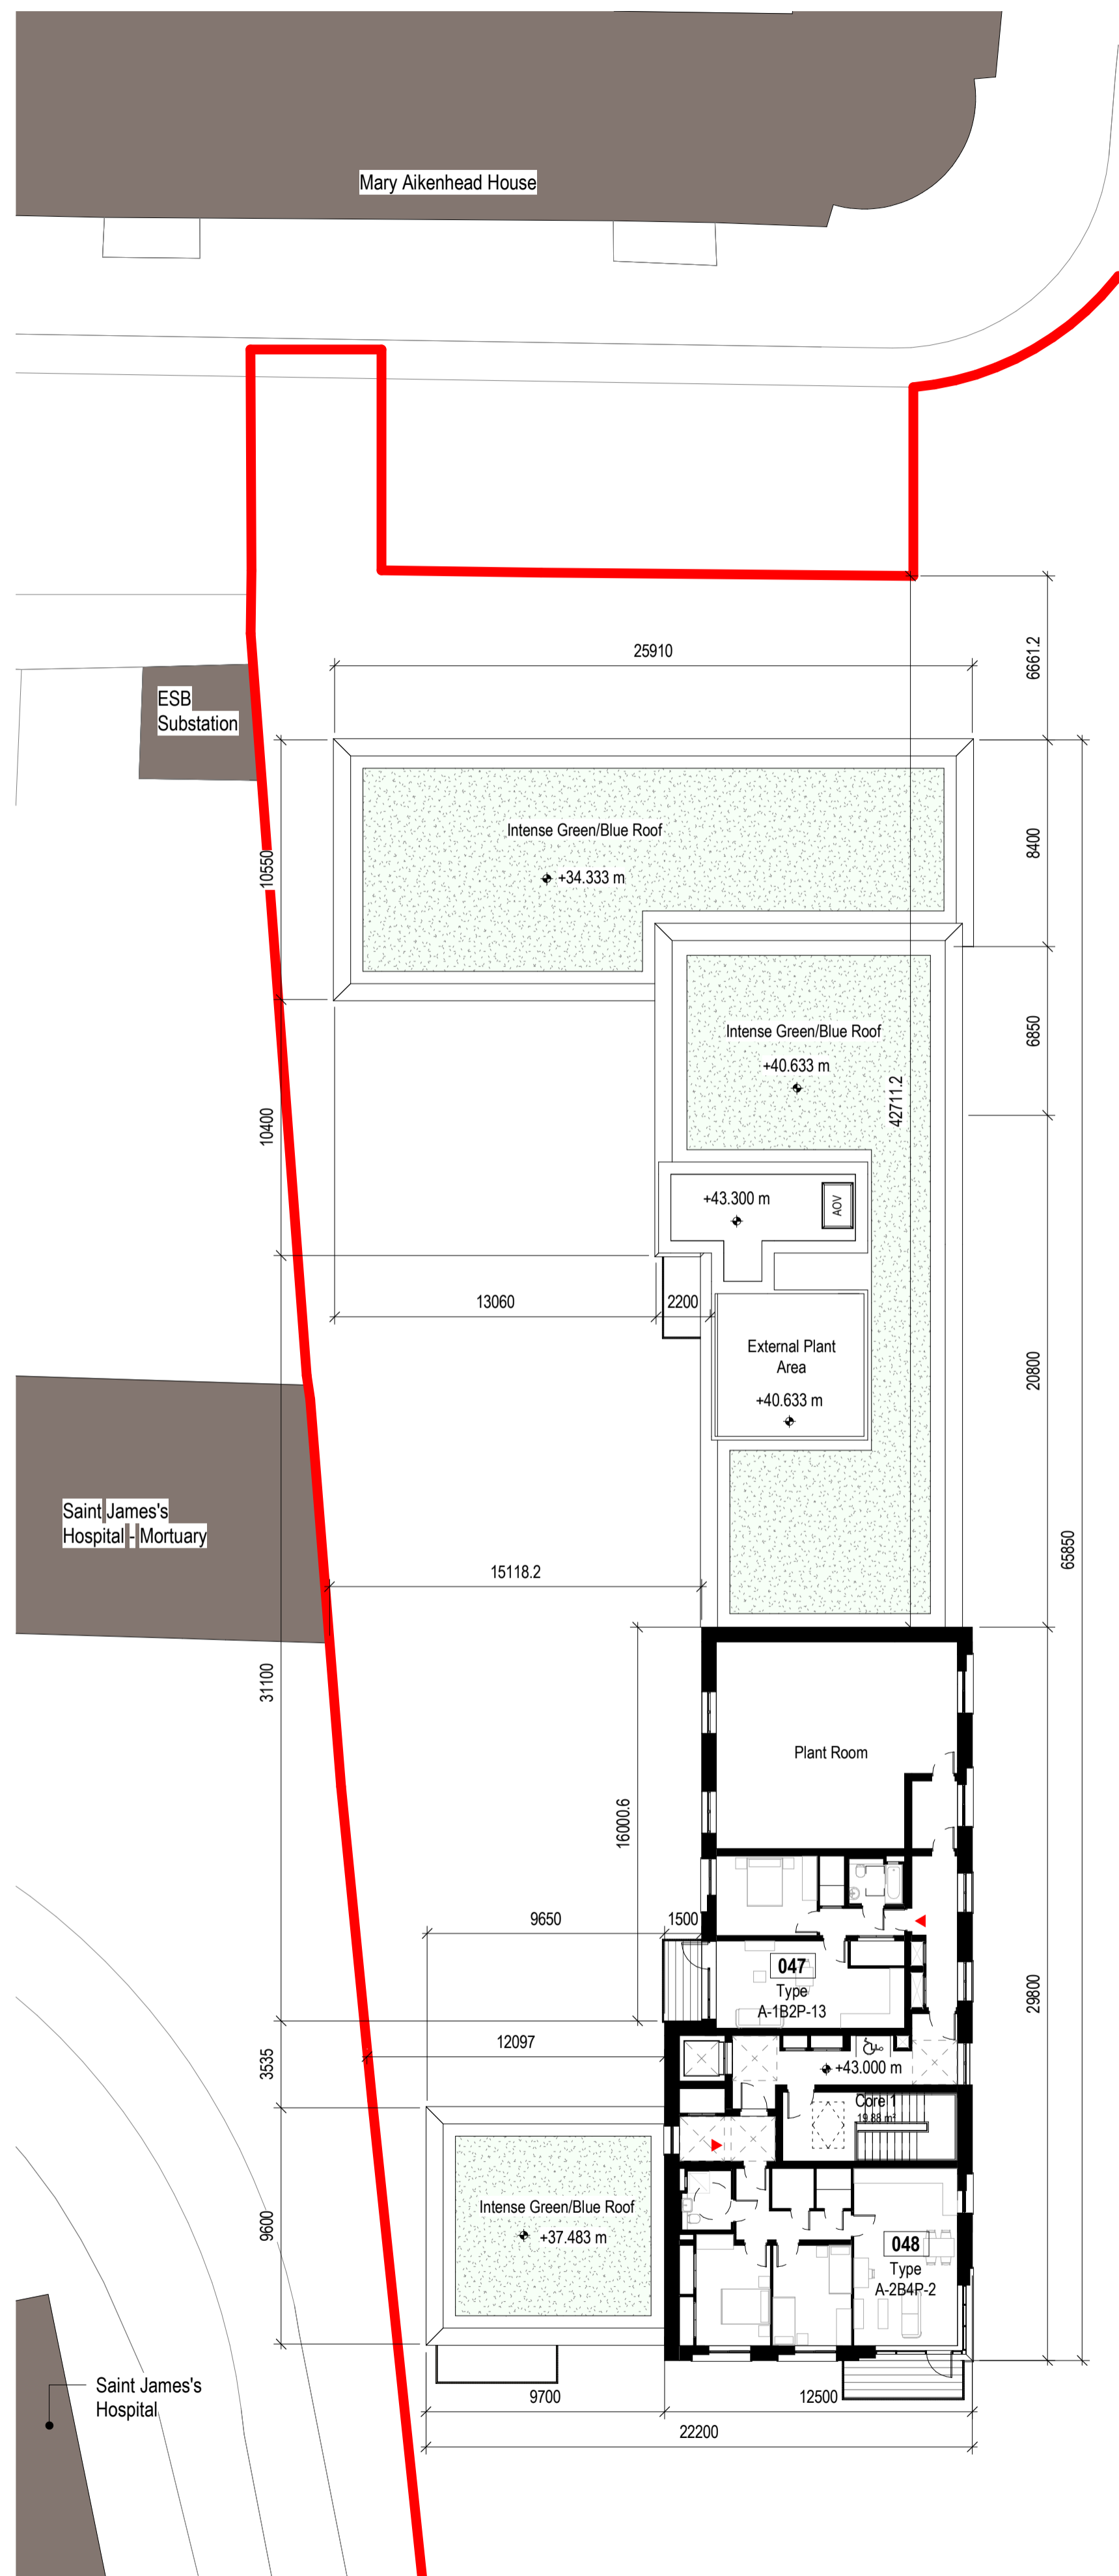 Mary Aikenhead House
25910
6661.2
ESB
Substation
Intense Green/Blue Roof
+34.333 m
10550
8400
Intense Green/Blue Roof
+40.633 m
6850
42711.2
10400
+43.300 m
AOV
13060
2200
External Plant
Area
+40.633 m
20800
Saint James's
Hospital - Mortuary
65850
15118.2
31100
Plant Room
16000.6
9650
1500
047
Type
A-1B2P-13
29800
12097
3535
+43.000 m
Core 1
19.88 m²
Intense Green/Blue Roof
+37.483 m
9600
048
Type
A-2B4P-2
Saint James's
Hospital
9700
12500
22200